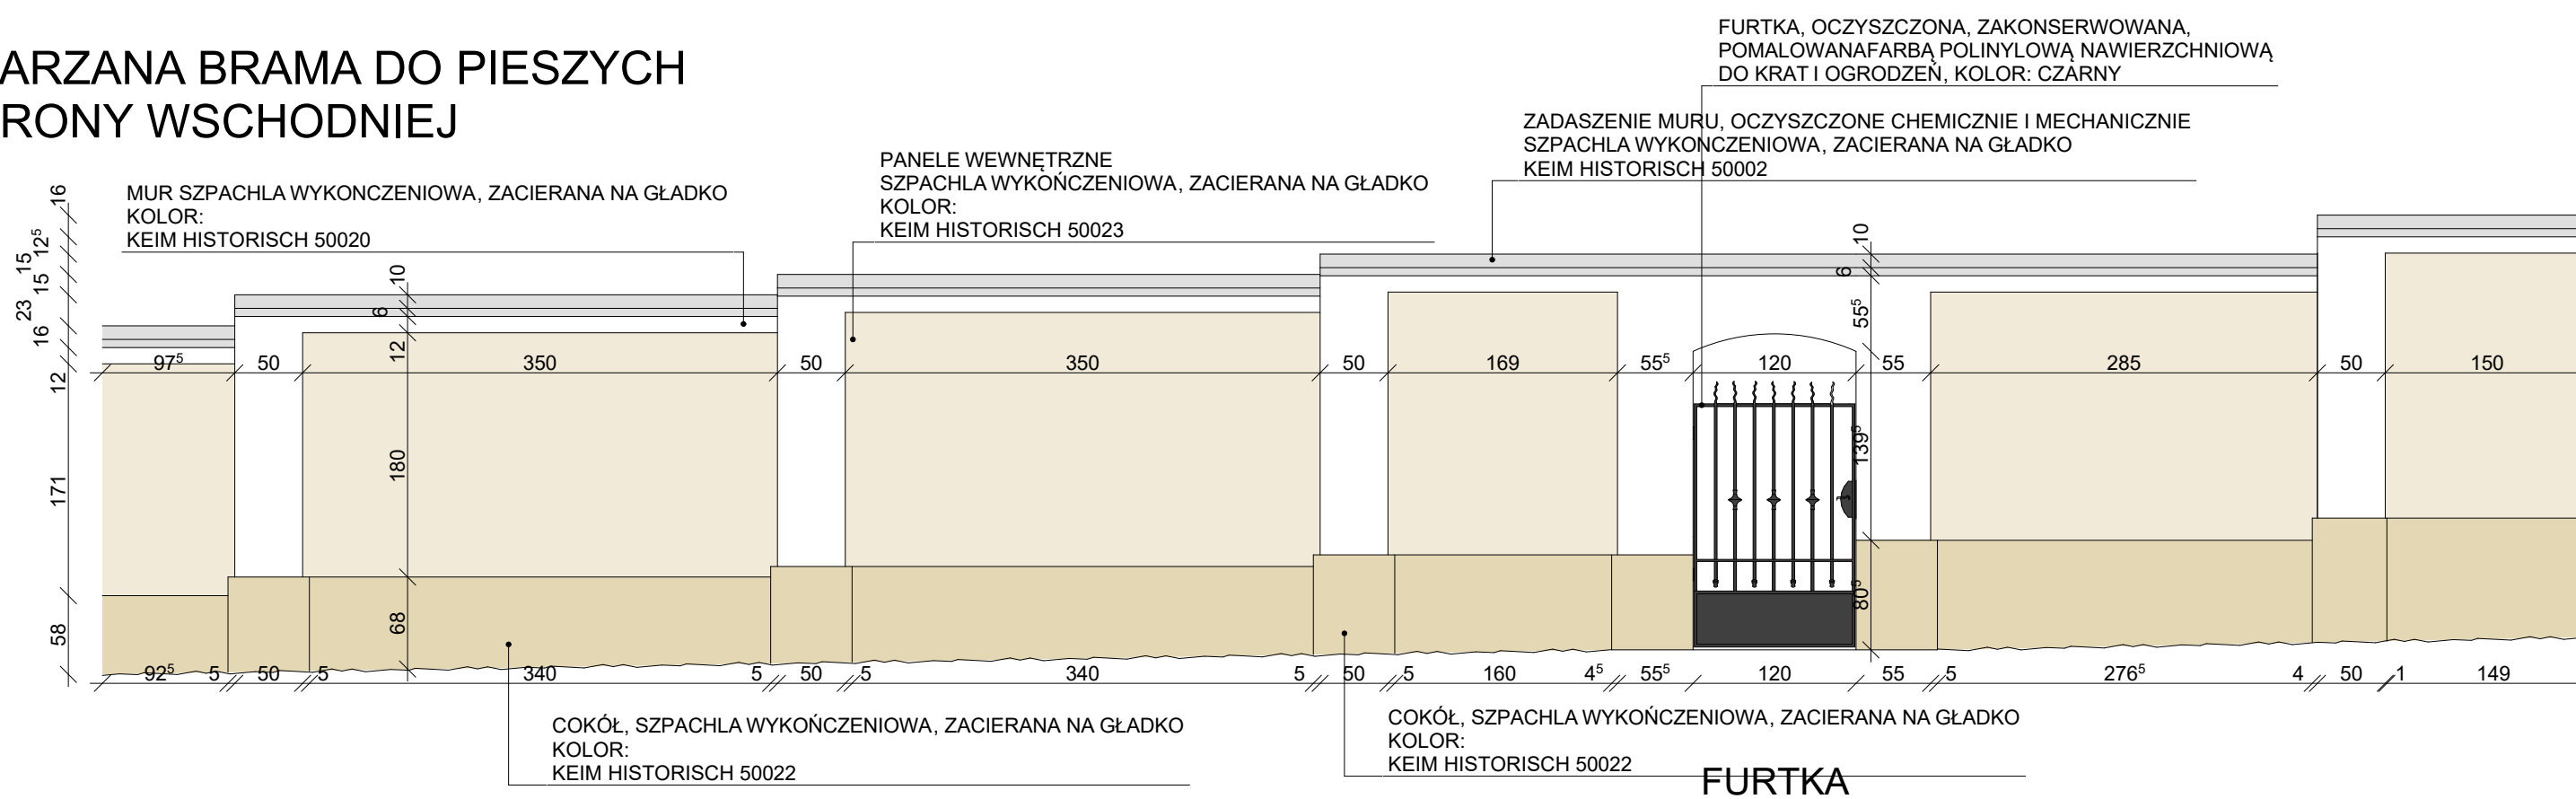 ARZANA BRAMA DO PIESZYCH
RONY WSCHODNIEJ
FURTKA, OCZYSZCZONA, ZAKONSERWOWANA,
POMALOWANAFARBĄ POLINYLOWĄ NAWIERZCHNIOWĄ
DO KRAT I OGRODZEŃ, KOLOR: CZARNY
ZADASZENIE MURU, OCZYSZCZONE CHEMICZNIE I MECHANICZNIE
SZPACHLA WYKOŃCZENIOWA, ZACIERANA NA GŁADKO
KEIM HISTORISCH 50002
PANELE WEWNĘTRZNE
SZPACHLA WYKOŃCZENIOWA, ZACIERANA NA GŁADKO
KOLOR:
KEIM HISTORISCH 50023
MUR SZPACHLA WYKONCZENIOWA, ZACIERANA NA GŁADKO
KOLOR:
KEIM HISTORISCH 50020
16
12⁵
15
15
23
16
12
171
58
10
6
12
180
68
10
6
55⁵
139⁵
80⁵
97⁵ 50 350 50 350 50 169 55⁵ 120 55 285 50 150
92⁵ 5 50 5 340 5 50 5 340 5 50 5 160 4⁵ 55⁵ 120 55 5 276⁵ 4 50 1 149
COKÓŁ, SZPACHLA WYKOŃCZENIOWA, ZACIERANA NA GŁADKO
KOLOR:
KEIM HISTORISCH 50022
COKÓŁ, SZPACHLA WYKOŃCZENIOWA, ZACIERANA NA GŁADKO
KOLOR:
KEIM HISTORISCH 50022
FURTKA